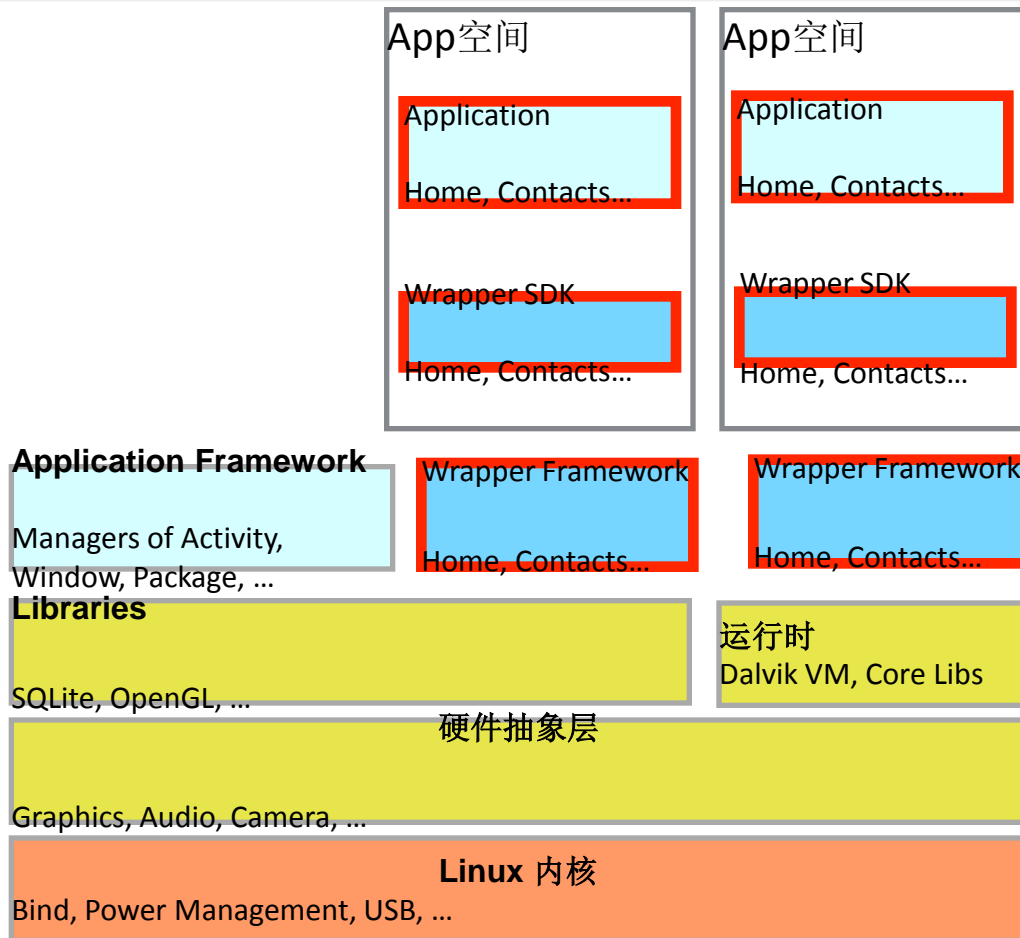 App空间
App空间
Application
Application
Home, Contacts…
Home, Contacts…
Wrapper SDK
Wrapper SDK
Home, Contacts…
Home, Contacts…
Application Framework
Wrapper Framework
Wrapper Framework
Managers of Activity,
Window, Package, …
Home, Contacts…
Home, Contacts…
Libraries
SQLite, OpenGL, …
运行时
Dalvik VM, Core Libs
硬件抽象层
Graphics, Audio, Camera, …
Linux 内核
Bind, Power Management, USB, …